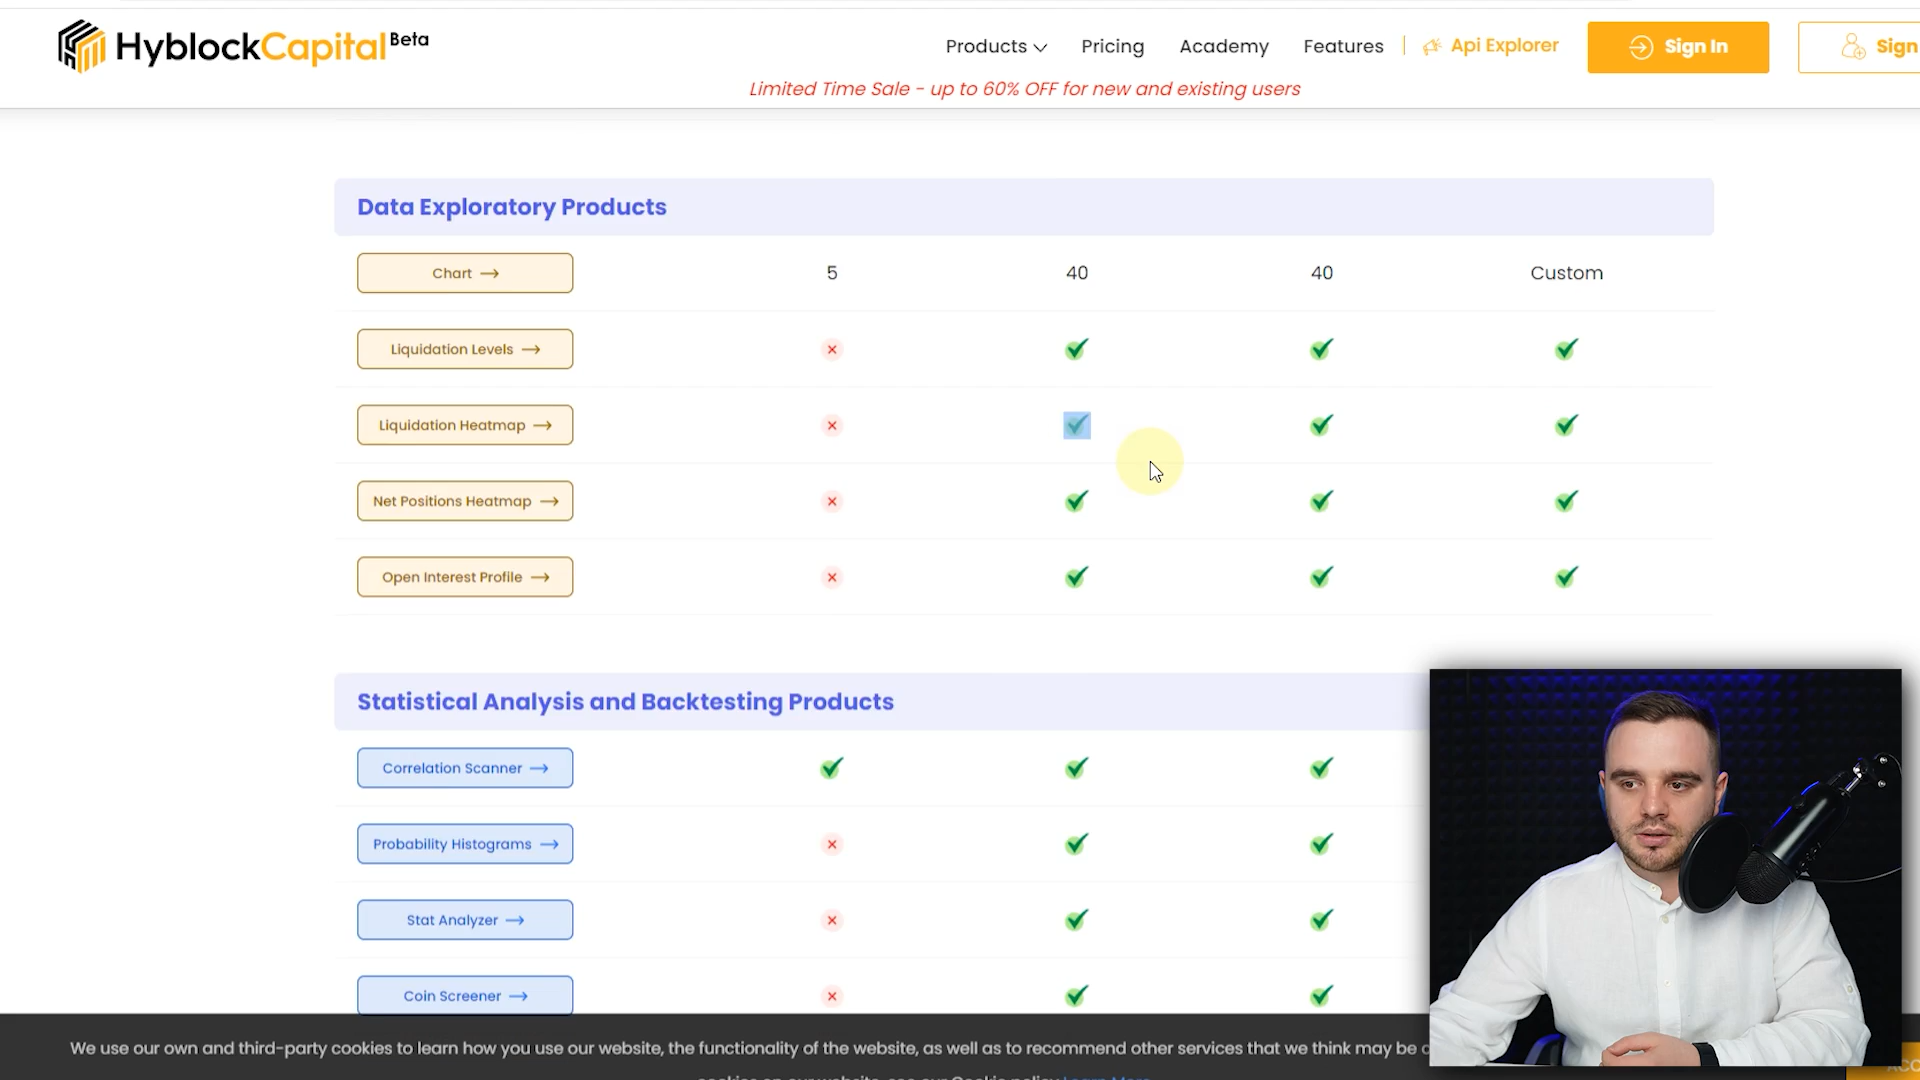 HyblockCapital Beta
Products
Pricing
Academy
Features
Api Explorer
Sign In
Sign
Limited Time Sale - up to 60% OFF for new and existing users
Data Exploratory Products
Chart → 5 40 40 Custom
Liquidation Levels →
Liquidation Heatmap →
Net Positions Heatmap →
Open Interest Profile →
Statistical Analysis and Backtesting Products
Correlation Scanner →
Probability Histograms →
Stat Analyzer →
Coin Screener →
We use our own and third-party cookies to learn how you use our website, the functionality of the website, as well as to recommend other services that we think may be